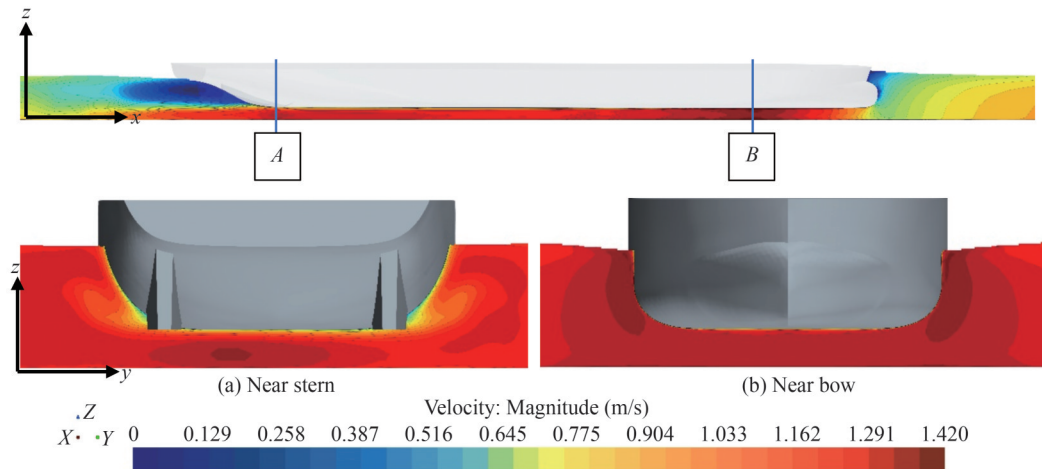 z
x
A B
z
y
(a) Near stern (b) Near bow
Velocity: Magnitude (m/s)
Z
X Y
0 0.129 0.258 0.387 0.516 0.645 0.775 0.904 1.033 1.162 1.291 1.420